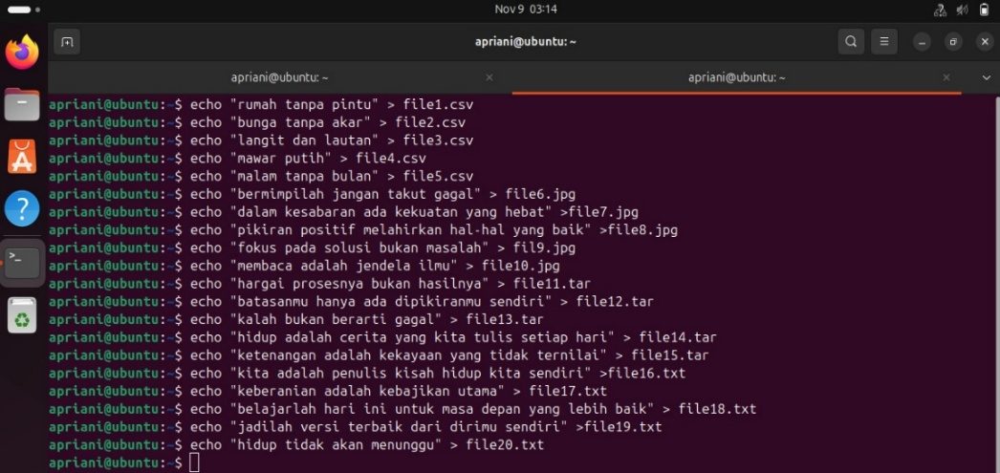 Nov 9 03:14
apriani@ubuntu: ~
apriani@ubuntu: ~
apriani@ubuntu: ~
apriani@ubuntu:~$ echo "rumah tanpa pintu" > file1.csv
apriani@ubuntu:~$ echo "bunga tanpa akar" > file2.csv
apriani@ubuntu:~$ echo "langit dan lautan" > file3.csv
apriani@ubuntu:~$ echo "mawar putih" > file4.csv
apriani@ubuntu:~$ echo "malam tanpa bulan" > file5.csv
apriani@ubuntu:~$ echo "bermimpilah jangan takut gagal" > file6.jpg
apriani@ubuntu:~$ echo "dalam kesabaran ada kekuatan yang hebat" >file7.jpg
apriani@ubuntu:~$ echo "pikiran positif melahirkan hal-hal yang baik" >file8.jpg
apriani@ubuntu:~$ echo "fokus pada solusi bukan masalah" > fil9.jpg
apriani@ubuntu:~$ echo "membaca adalah jendela ilmu" > file10.jpg
apriani@ubuntu:~$ echo "hargai prosesnya bukan hasilnya" > file11.tar
apriani@ubuntu:~$ echo "batasanmu hanya ada dipikiranmu sendiri" > file12.tar
apriani@ubuntu:~$ echo "kalah bukan berarti gagal" > file13.tar
apriani@ubuntu:~$ echo "hidup adalah cerita yang kita tulis setiap hari" > file14.tar
apriani@ubuntu:~$ echo "ketenangan adalah kekayaan yang tidak ternilai" > file15.tar
apriani@ubuntu:~$ echo "kita adalah penulis kisah hidup kita sendiri" >file16.txt
apriani@ubuntu:~$ echo "keberanian adalah kebajikan utama" > file17.txt
apriani@ubuntu:~$ echo "belajarlah hari ini untuk masa depan yang lebih baik" > file18.txt
apriani@ubuntu:~$ echo "jadilah versi terbaik dari dirimu sendiri" >file19.txt
apriani@ubuntu:~$ echo "hidup tidak akan menunggu" > file20.txt
apriani@ubuntu:~$